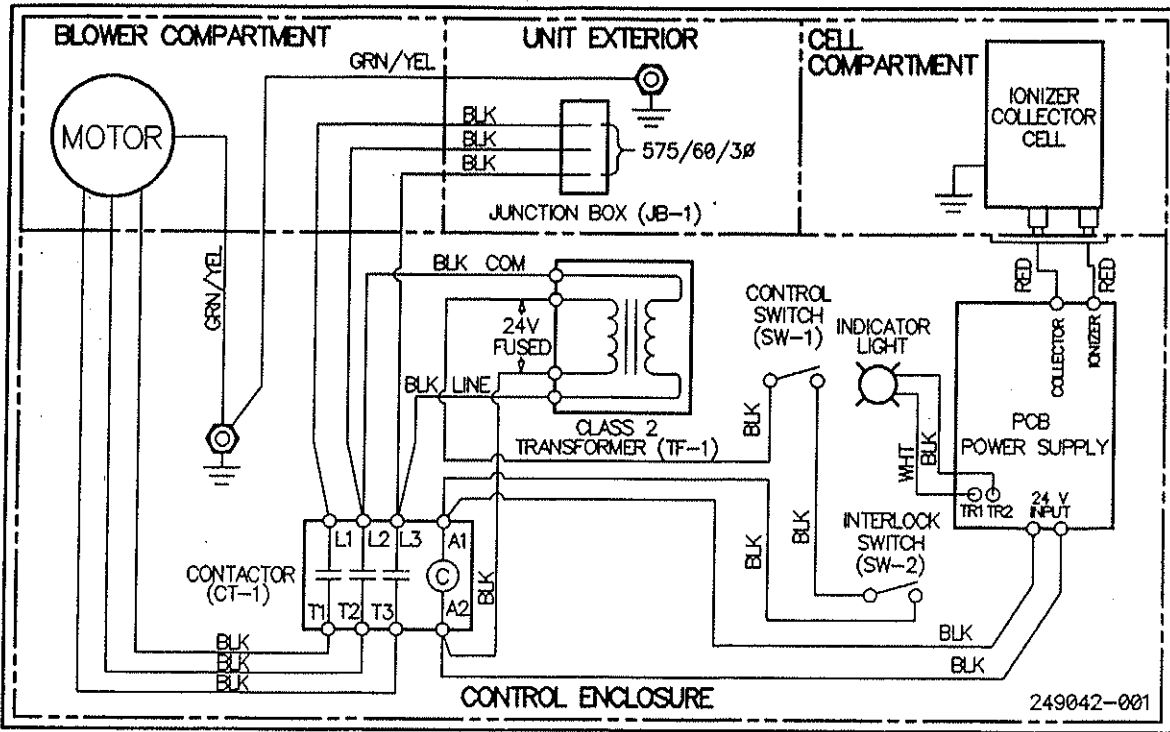 BLOWER COMPARTMENT
UNIT EXTERIOR
CELL
COMPARTMENT
GRN/YEL
MOTOR
BLK
BLK
BLK
575/60/3Ø
JUNCTION BOX (JB-1)
IONIZER
COLLECTOR
CELL
GRN/YEL
BLK COM
24V
FUSED
BLK LINE
CLASS 2
TRANSFORMER (TF-1)
CONTROL
SWITCH
(SW-1)
INDICATOR
LIGHT
RED
RED
COLLECTOR
IONIZER
PCB
POWER SUPPLY
BLK
WHT
BLK
TR1 TR2
24 V
INPUT
L1 L2 L3 A1
CONTACTOR
(CT-1)
C
BLK
T1 T2 T3 A2
BLK
BLK
INTERLOCK
SWITCH
(SW-2)
BLK
BLK
BLK
BLK
BLK
CONTROL ENCLOSURE
249042-001